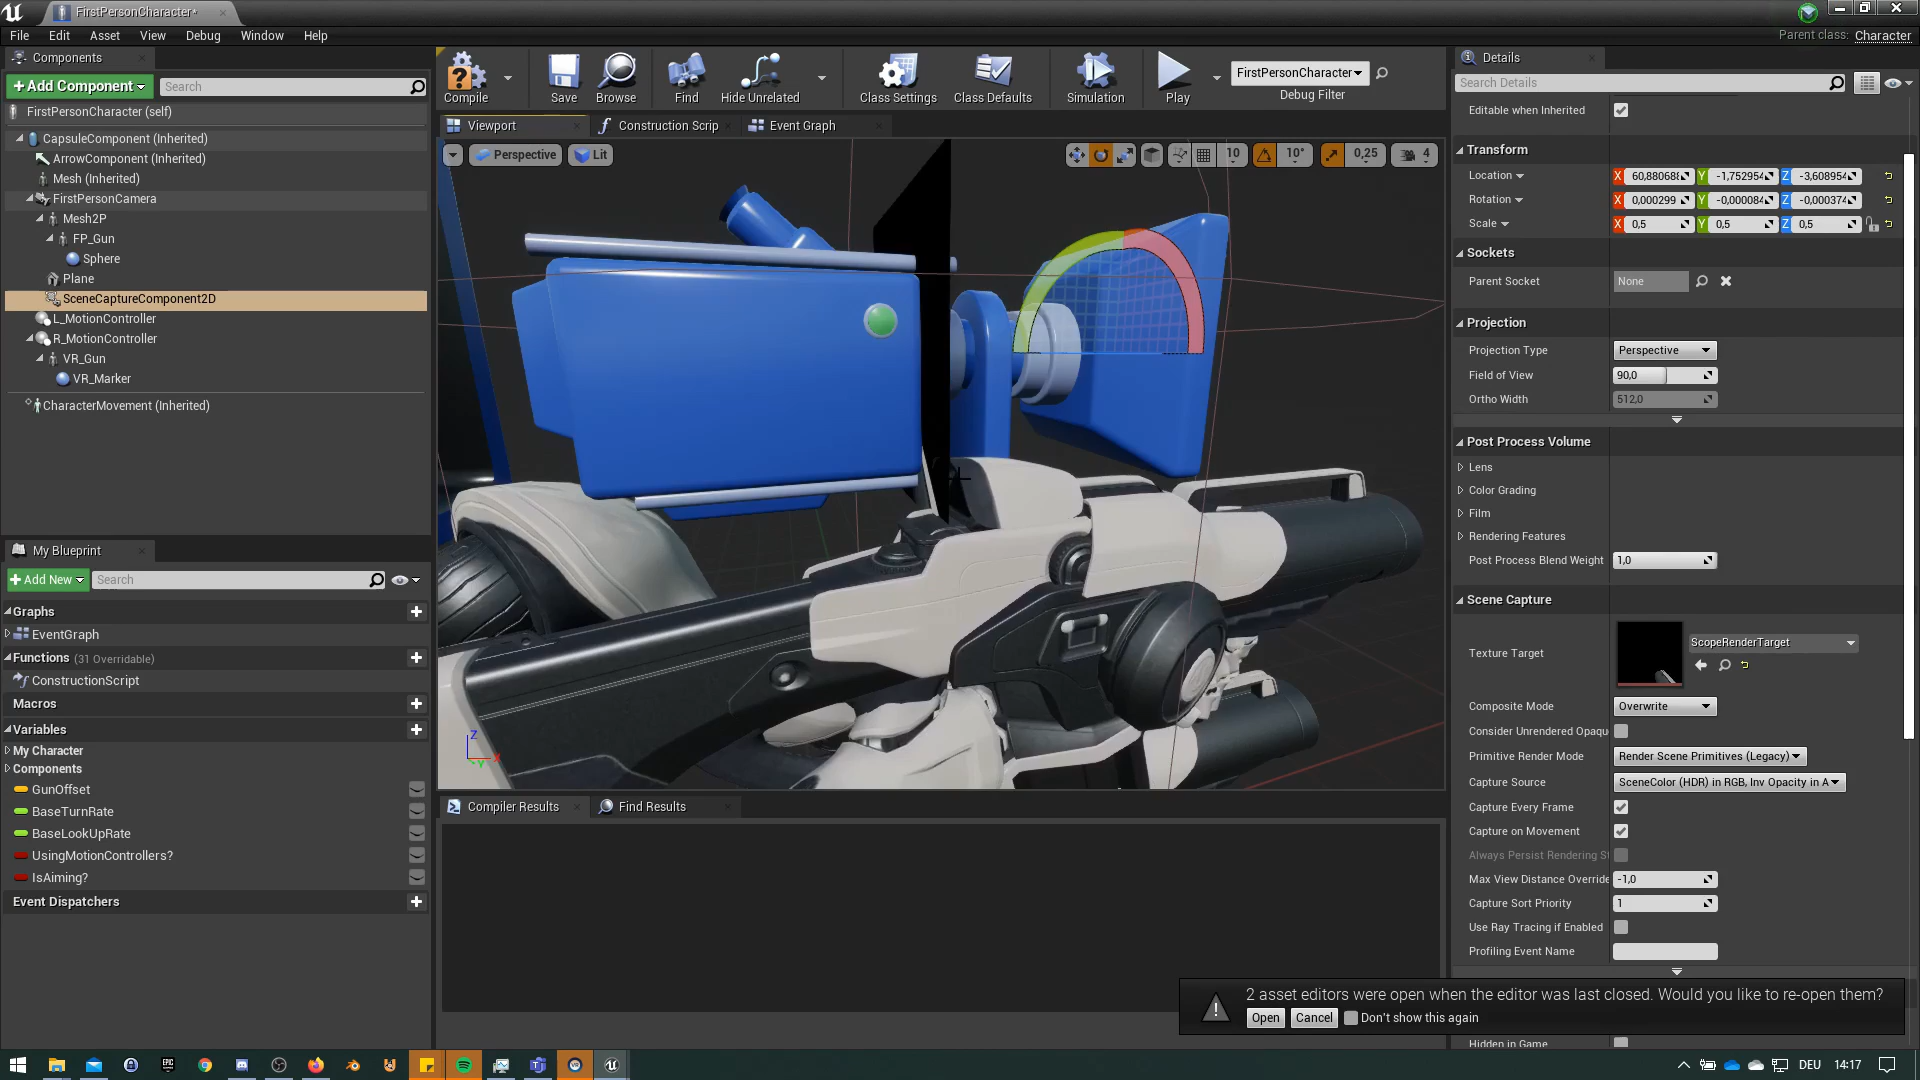 FirstPersonCharacter*
File Edit Asset View Debug Window Help
Parent class: Character
Components
+Add Component
Search
FirstPersonCharacter (self)
CapsuleComponent (Inherited)
ArrowComponent (Inherited)
Mesh (Inherited)
FirstPersonCamera
Mesh2P
FP_Gun
Sphere
Plane
SceneCaptureComponent2D
L_MotionController
R_MotionController
VR_Gun
VR_Marker
CharacterMovement (Inherited)
My Blueprint
+Add New
Search
Graphs
EventGraph
Functions (31 Overridable)
ConstructionScript
Macros
Variables
My Character
Components
GunOffset
BaseTurnRate
BaseLookUpRate
UsingMotionControllers?
IsAiming?
Event Dispatchers
Compile Save Browse Find Hide Unrelated Class Settings Class Defaults Simulation Play
FirstPersonCharacter
Debug Filter
Viewport Construction Scrip Event Graph
Perspective Lit
10 10° 0,25 4
Z
X
Y
Compiler Results Find Results
Details
Search Details
Editable when Inherited
Transform
Location X 60,88068 Y -1,752954 Z -3,608954
Rotation X 0,000299 Y -0,000084 Z -0,000374
Scale X 0,5 Y 0,5 Z 0,5
Sockets
Parent Socket None
Projection
Projection Type Perspective
Field of View 90,0
Ortho Width 512,0
Post Process Volume
Lens
Color Grading
Film
Rendering Features
Post Process Blend Weight 1,0
Scene Capture
Texture Target ScopeRenderTarget
Composite Mode Overwrite
Consider Unrendered Opaqu
Primitive Render Mode Render Scene Primitives (Legacy)
Capture Source SceneColor (HDR) in RGB, Inv Opacity in A
Capture Every Frame
Capture on Movement
Always Persist Rendering St
Max View Distance Override -1,0
Capture Sort Priority 1
Use Ray Tracing if Enabled
Profiling Event Name
2 asset editors were open when the editor was last closed. Would you like to re-open them?
Open Cancel Don't show this again
Hidden in Game
DEU 14:17